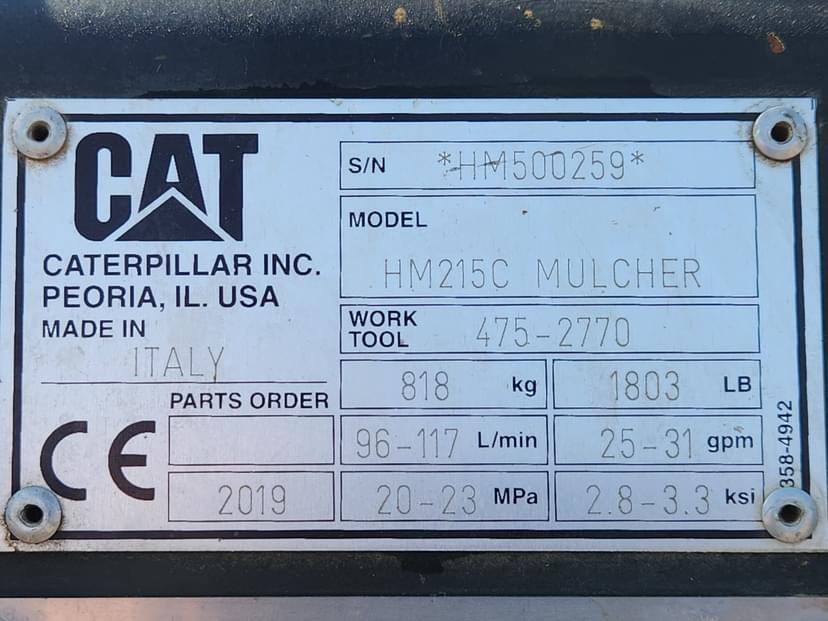 CAT
CATERPILLAR INC.
PEORIA, IL. USA
MADE IN
ITALY
S/N *HM500259*
MODEL
HM215C MULCHER
WORK TOOL 475-2770
818 kg 1803 LB
PARTS ORDER
96-117 L/min 25-31 gpm
CE
2019
20-23 MPa 2.8-3.3 ksi
358-4942